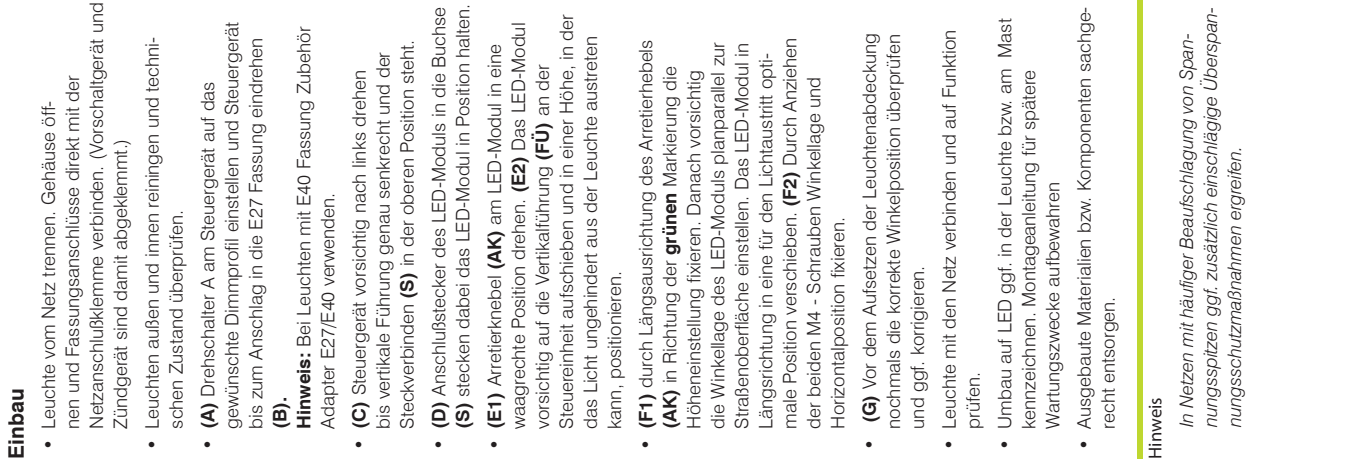 Einbau
• Leuchte vom Netz trennen. Gehäuse öff-
nen und Fassungsanschlüsse direkt mit der
Netzanschlußklemme verbinden. (Vorschaltgerät und
Zündgerät sind damit abgeklemmt.)
• Leuchten außen und innen reiningen und techni-
schen Zustand überprüfen.
• (A) Drehschalter A am Steuergerät auf das
gewünschte Dimmprofil einstellen und Steuergerät
bis zum Anschlag in die E27 Fassung eindrehen
(B).
Hinweis: Bei Leuchten mit E40 Fassung Zubehör
Adapter E27/E40 verwenden.
• (C) Steuergerät vorsichtig nach links drehen
bis vertikale Führung genau senkrecht und der
Steckverbinden (S) in der oberen Position steht.
• (D) Anschlußstecker des LED-Moduls in die Buchse
(S) stecken dabei das LED-Modul in Position halten.
• (E1) Arretierknebel (AK) am LED-Modul in eine
waagrechte Position drehen. (E2) Das LED-Modul
vorsichtig auf die Vertikalführung (FÜ) an der
Steuereinheit aufschieben und in einer Höhe, in der
das Licht ungehindert aus der Leuchte austreten
kann, positionieren.
• (F1) durch Längsausrichtung des Arretierhebels
(AK) in Richtung der grünen Markierung die
Höheneinstellung fixieren. Danach vorsichtig
die Winkellage des LED-Moduls planparallel zur
Straßenoberfläche einstellen. Das LED-Modul in
Längsrichtung in eine für den Lichtaustritt opti-
male Position verschieben. (F2) Durch Anziehen
der beiden M4 - Schrauben Winkellage und
Horizontalposition fixieren.
• (G) Vor dem Aufsetzen der Leuchtenabdeckung
nochmals die korrekte Winkelposition überprüfen
und ggf. korrigieren.
• Leuchte mit den Netz verbinden und auf Funktion
prüfen.
• Umbau auf LED ggf. in der Leuchte bzw. am Mast
kennzeichnen. Montageanleitung für spätere
Wartungszwecke aufbewahren
• Ausgebaute Materialien bzw. Komponenten sachge-
recht entsorgen.
Hinweis
In Netzen mit häufiger Beaufschlagung von Span-
nungsspitzen ggf. zusätzlich einschlägige Überspan-
nungsschutzmaßnahmen ergreifen.